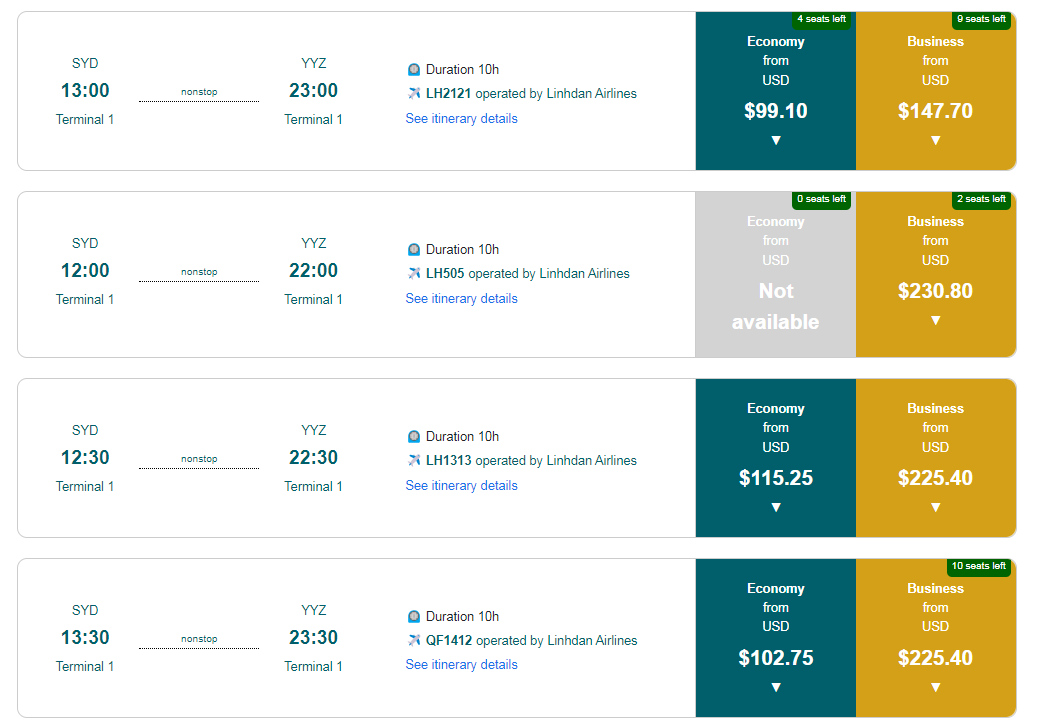 4 seats left
9 seats left
SYD
13:00
Terminal 1
nonstop
YYZ
23:00
Terminal 1
Duration 10h
LH2121 operated by Linhdan Airlines
See itinerary details
Economy
from
USD
$99.10
▼
Business
from
USD
$147.70
▼
0 seats left
2 seats left
SYD
12:00
Terminal 1
nonstop
YYZ
22:00
Terminal 1
Duration 10h
LH505 operated by Linhdan Airlines
See itinerary details
Economy
from
USD
Not
available
Business
from
USD
$230.80
▼
SYD
12:30
Terminal 1
nonstop
YYZ
22:30
Terminal 1
Duration 10h
LH1313 operated by Linhdan Airlines
See itinerary details
Economy
from
USD
$115.25
▼
Business
from
USD
$225.40
▼
10 seats left
SYD
13:30
Terminal 1
nonstop
YYZ
23:30
Terminal 1
Duration 10h
QF1412 operated by Linhdan Airlines
See itinerary details
Economy
from
USD
$102.75
▼
Business
from
USD
$225.40
▼